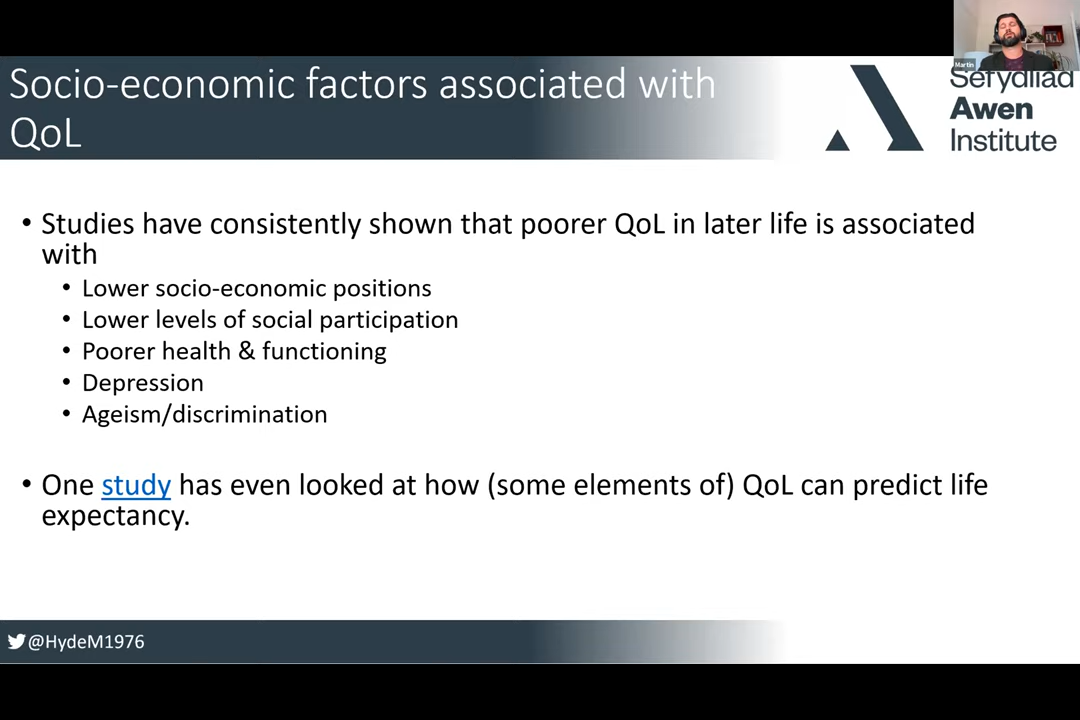 Martin
Socio-economic factors associated with
QoL
Sefydliad
Awen
Institute
• Studies have consistently shown that poorer QoL in later life is associated
with
• Lower socio-economic positions
• Lower levels of social participation
• Poorer health & functioning
• Depression
• Ageism/discrimination
• One study has even looked at how (some elements of) QoL can predict life
expectancy.
@HydeM1976